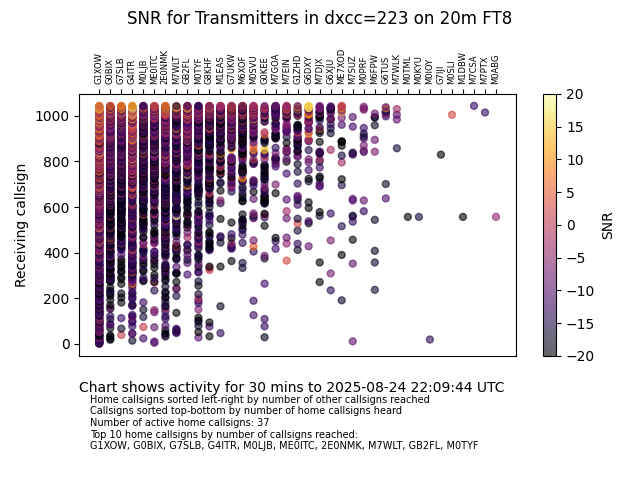 SNR for Transmitters in dxcc=223 on 20m FT8
G1XOW G0BIX G7SLB G4ITR M0LJB ME0ITC 2E0NMK M7WLT GB2FL M0TYF G8KHF M1EAS G7UKW M6XOF M0SVU G0KEE M7GOA M7EIN G1ZHD G6DXY M7DJX G6XJU ME7XOD M7SUZ M0PRF M6FPW G6TUS M7WLK M0TML M0KYU M0IOY G7IJI M0SLL M1DBW M7CSA M7PTX M0ABG
1000
800
600
400
200
0
Receiving callsign
20
15
10
5
0
−5
−10
−15
−20
SNR
Chart shows activity for 30 mins to 2025-08-24 22:09:44 UTC
Home callsigns sorted left-right by number of other callsigns reached
Callsigns sorted top-bottom by number of home callsigns heard
Number of active home callsigns: 37
Top 10 home callsigns by number of callsigns reached:
G1XOW, G0BIX, G7SLB, G4ITR, M0LJB, ME0ITC, 2E0NMK, M7WLT, GB2FL, M0TYF